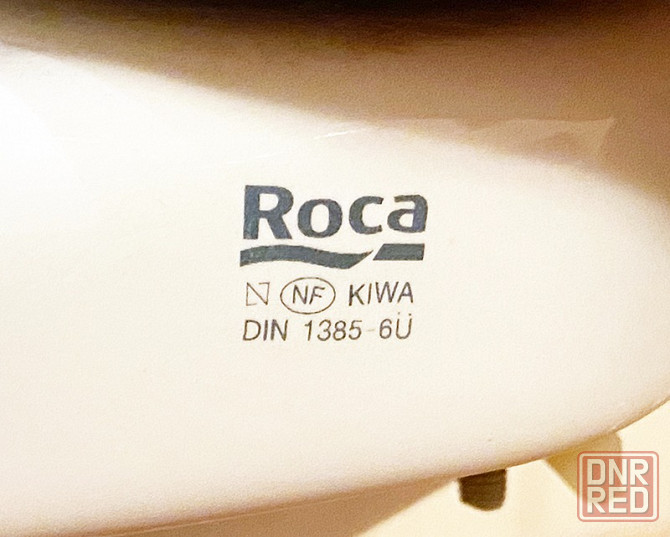 Roca
N NF KIWA
DIN 1385-6Ü
DNR
RED